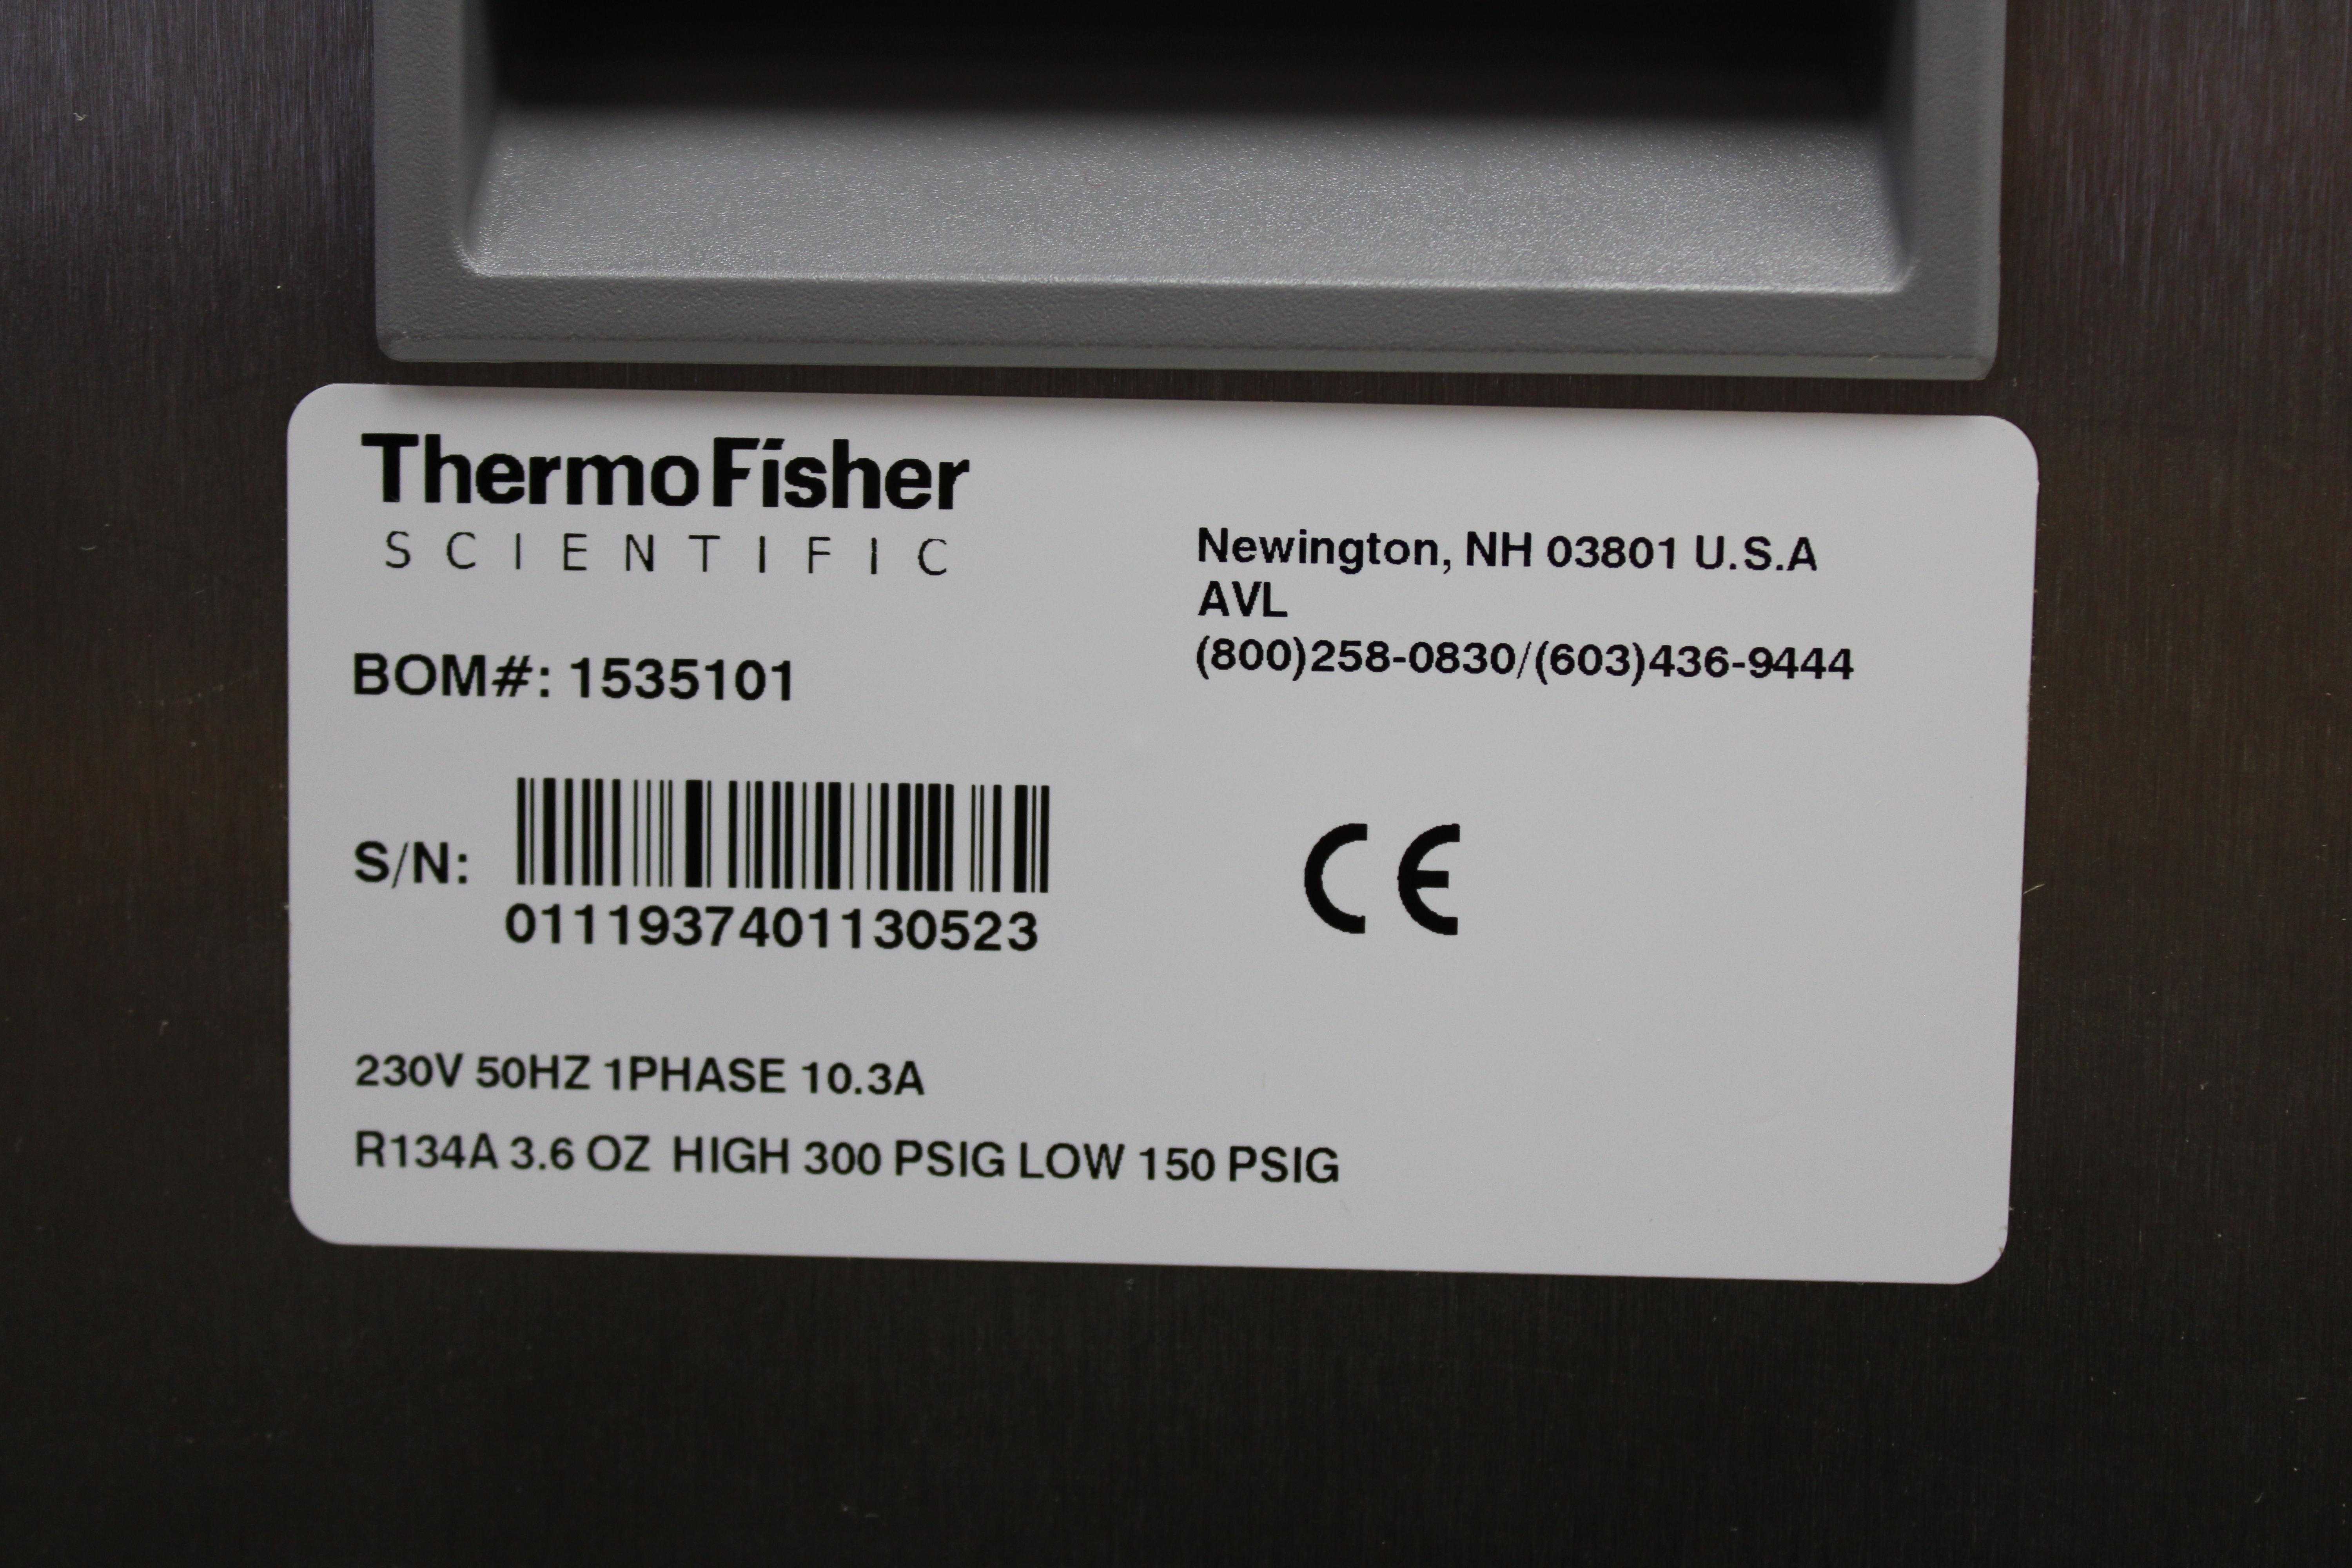 ThermoFisher
SCIENTIFIC
Newington, NH 03801 U.S.A
AVL
(800)258-0830/(603)436-9444
BOM#: 1535101
S/N:
0111937401130523
CE
230V 50HZ 1PHASE 10.3A
R134A 3.6 OZ HIGH 300 PSIG LOW 150 PSIG